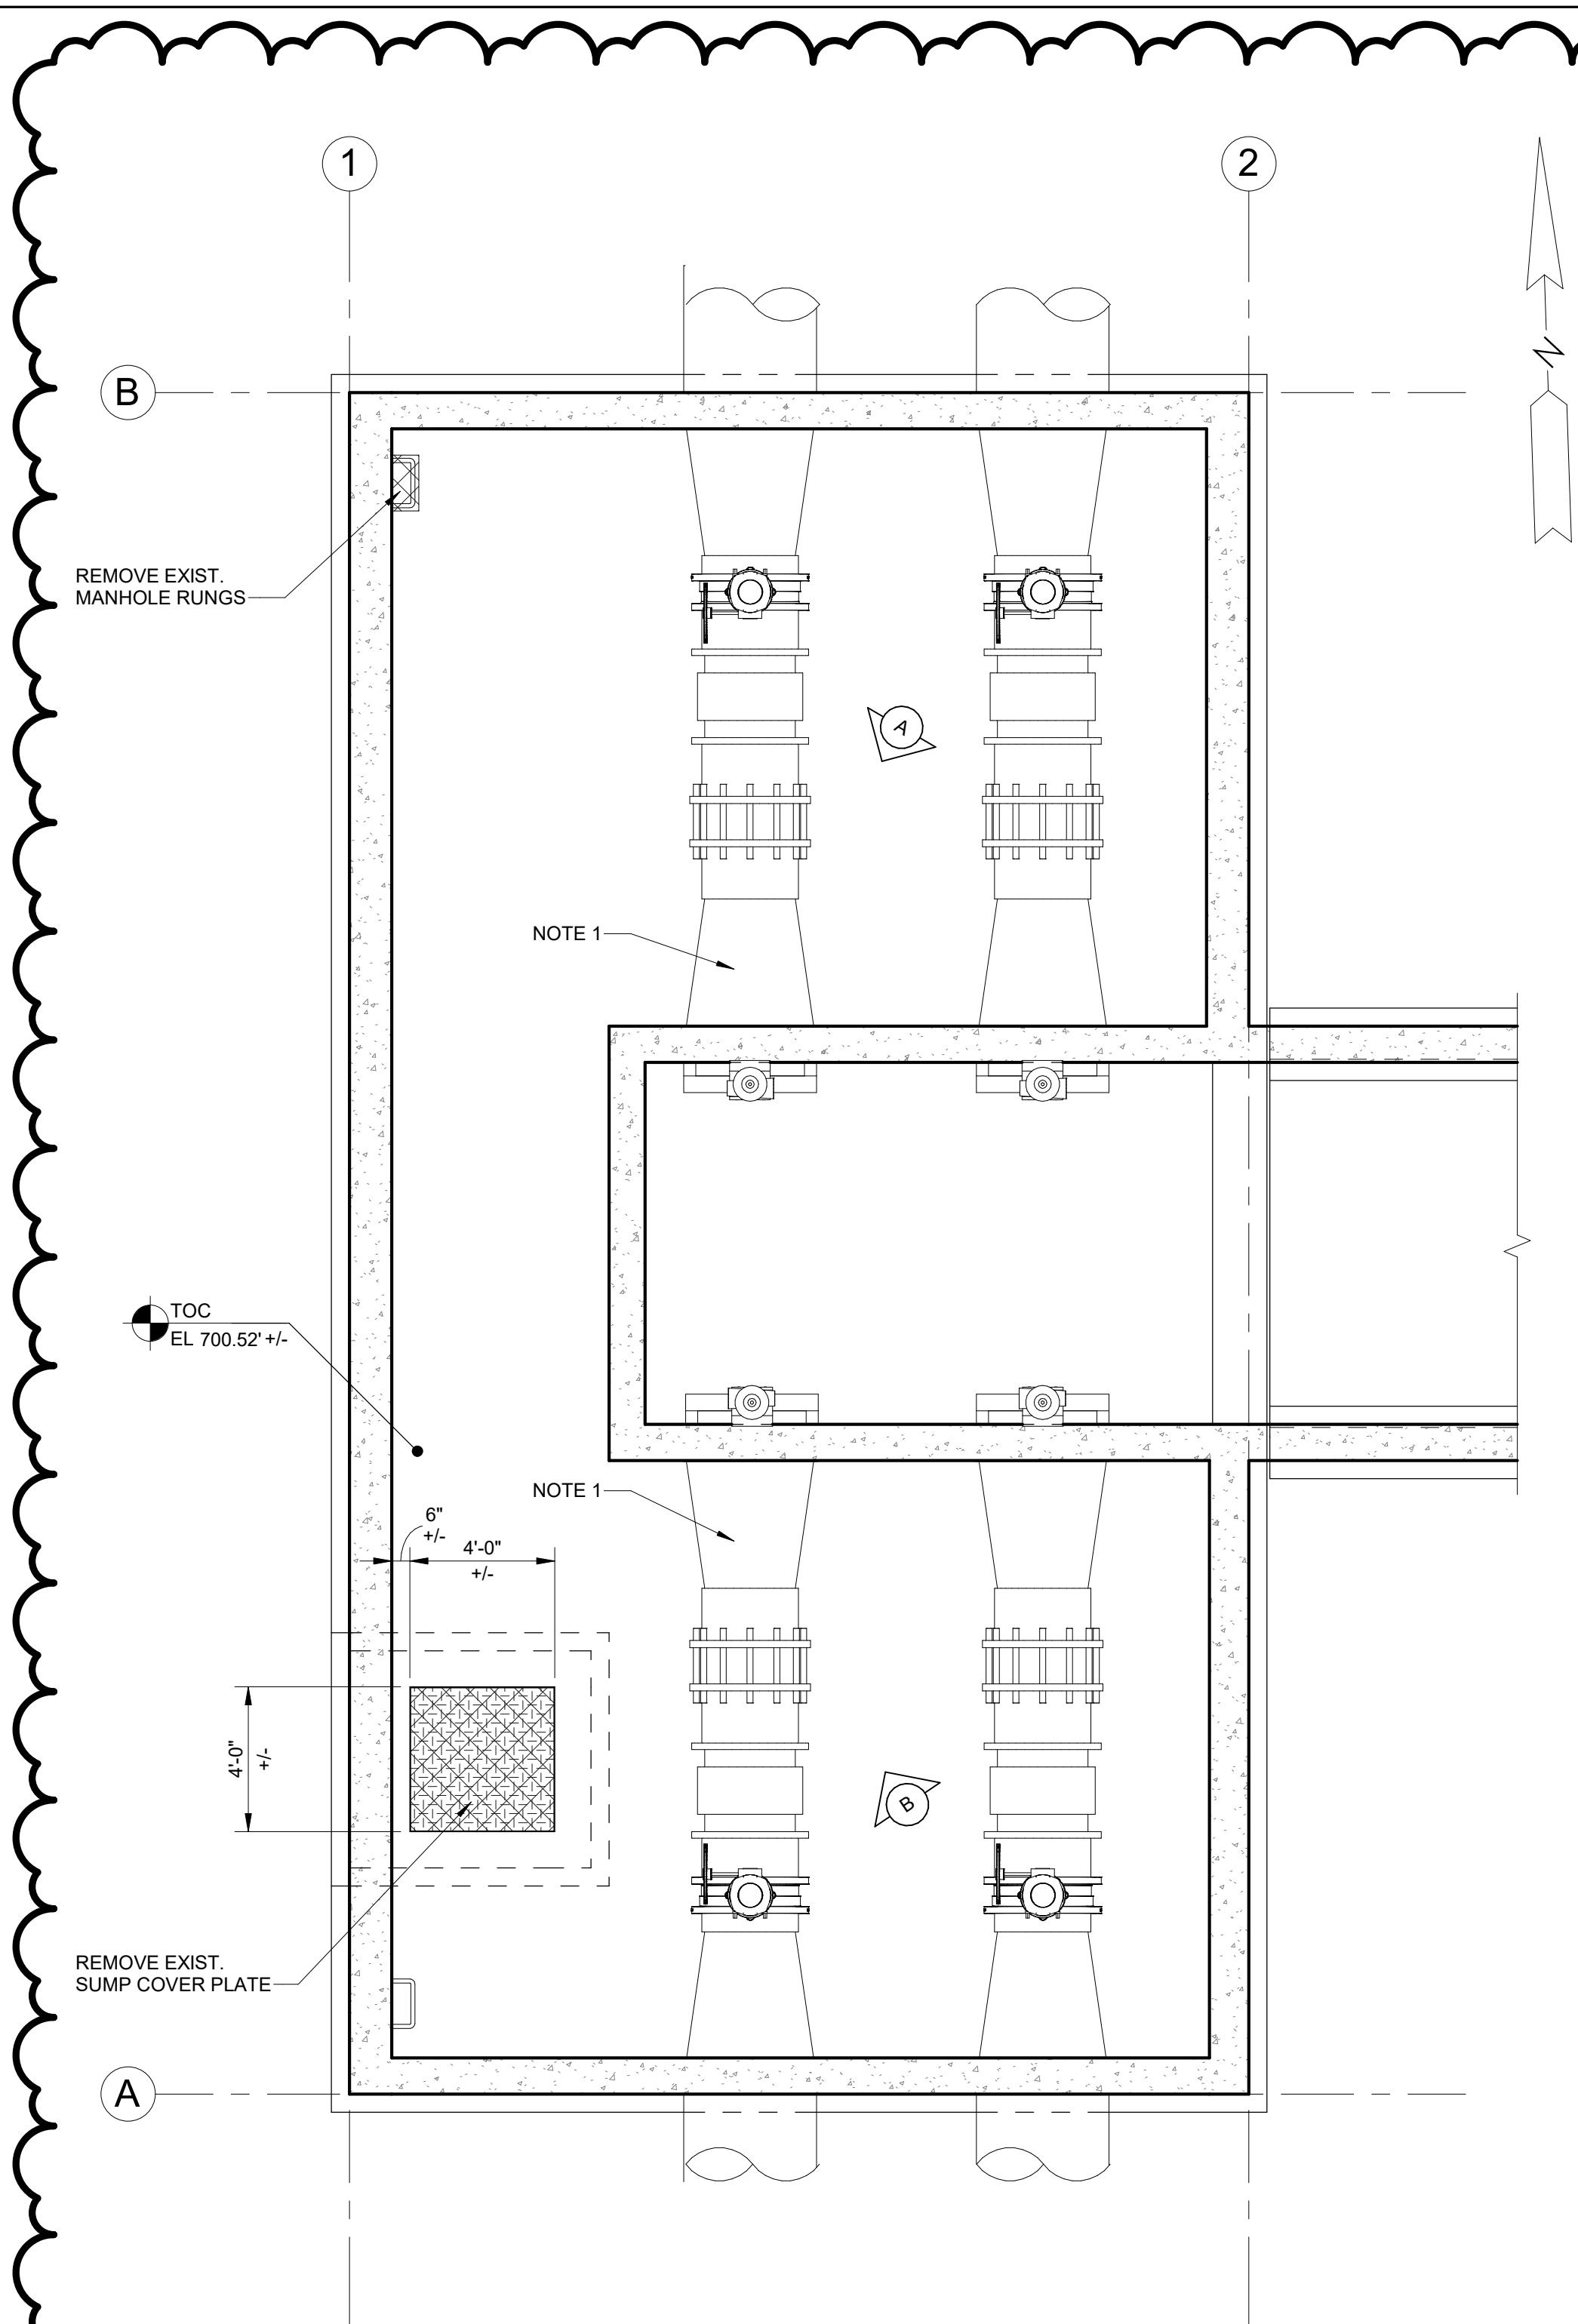 1
2
N
B
REMOVE EXIST.
MANHOLE RUNGS
A
NOTE 1
TOC
EL 700.52' +/-
NOTE 1
6"
+/-
4'-0"
+/-
4'-0"
+/-
B
REMOVE EXIST.
SUMP COVER PLATE
A